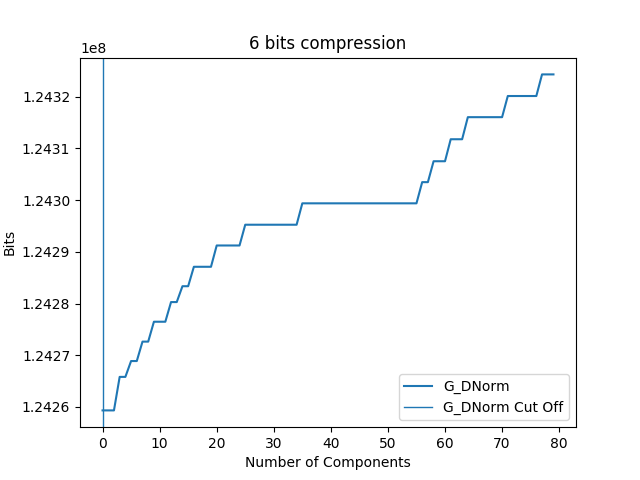 6 bits compression
1e8
1.2432
1.2431
1.2430
1.2429
1.2428
1.2427
1.2426
Bits
0 10 20 30 40 50 60 70 80
Number of Components
G_DNorm
G_DNorm Cut Off